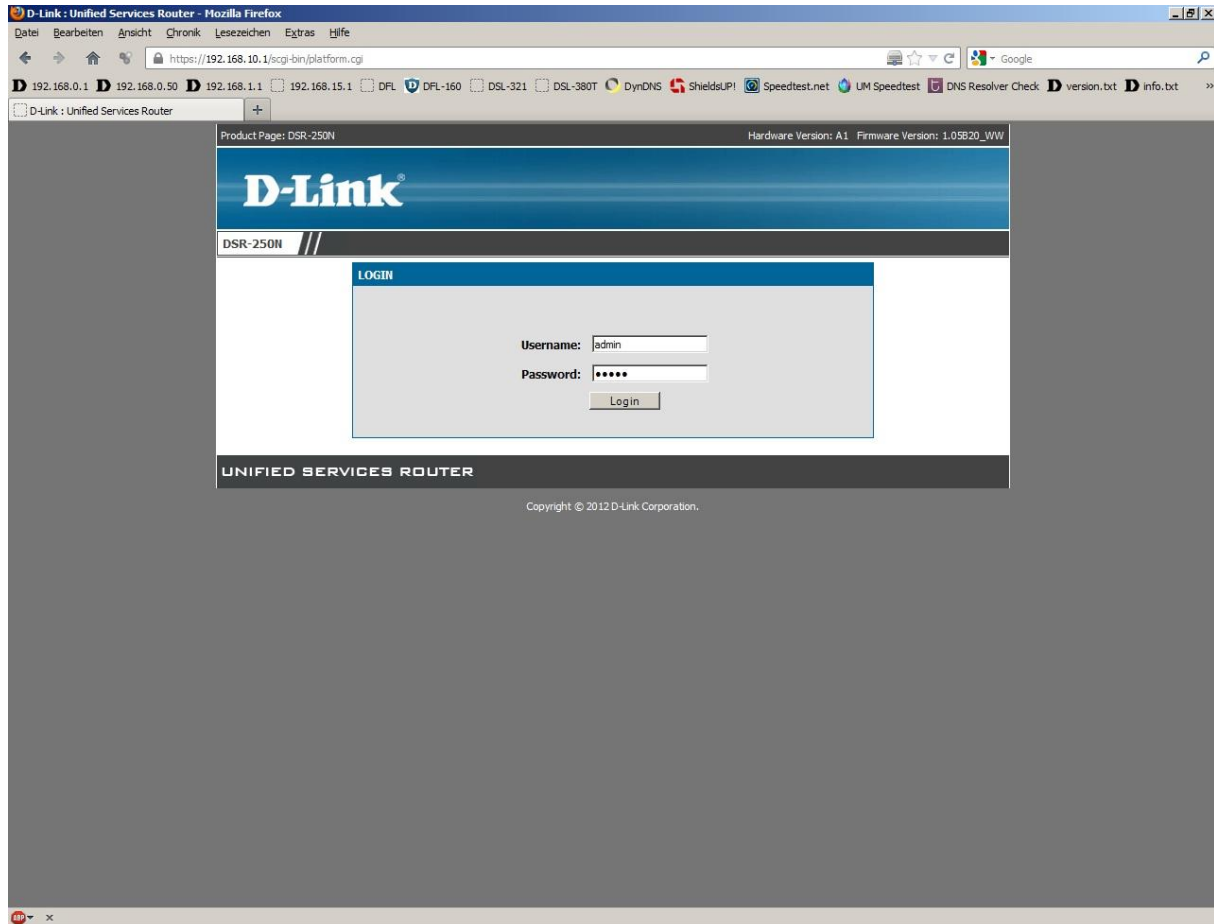 D-Link : Unified Services Router - Mozilla Firefox
Datei Bearbeiten Ansicht Chronik Lesezeichen Extras Hilfe
https://192.168.10.1/scgi-bin/platform.cgi
Google
192.168.0.1 192.168.0.50 192.168.1.1 192.168.15.1 DFL DFL-160 DSL-321 DSL-380T DynDNS ShieldsUP! Speedtest.net UM Speedtest DNS Resolver Check version.txt info.txt »
D-Link : Unified Services Router
Product Page: DSR-250N Hardware Version: A1 Firmware Version: 1.05B20_WW
D-Link®
DSR-250N
LOGIN
Username: admin
Password: •••••
Login
UNIFIED SERVICES ROUTER
Copyright © 2012 D-Link Corporation.
ABP